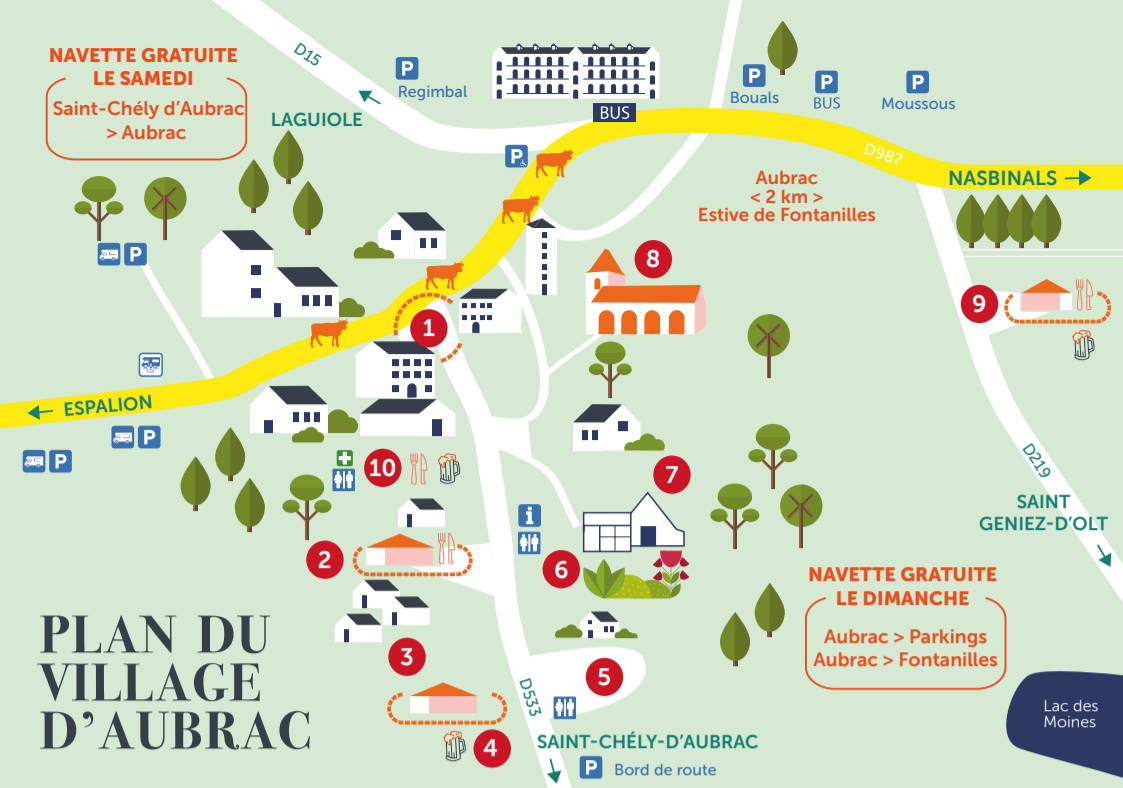 NAVETTE GRATUITE
LE SAMEDI
Saint-Chély d'Aubrac
> Aubrac
D15
P
Regimbal
LAGUIOLE
BUS
P
Bouals
P
BUS
P
Moussous
P
D987
NASBINALS
Aubrac
< 2 km >
Estive de Fontanilles
P
8
9
1
ESPALION
P
P
10
7
i
2
6
D219
SAINT
GENIEZ-D'OLT
NAVETTE GRATUITE
LE DIMANCHE
Aubrac > Parkings
Aubrac > Fontanilles
PLAN DU
VILLAGE
D'AUBRAC
3
5
D533
4
SAINT-CHÉLY-D'AUBRAC
P
Bord de route
Lac des
Moines